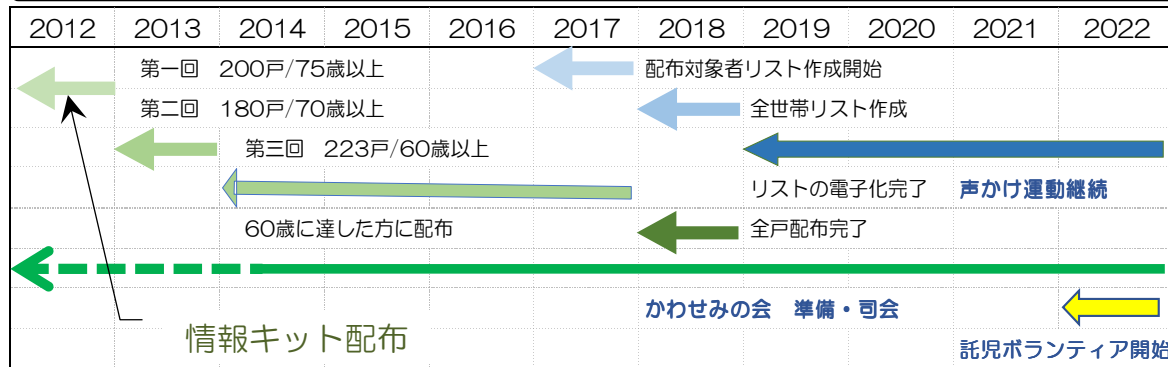 2012 2013 2014 2015 2016 2017 2018 2019 2020 2021 2022
第一回 200戸/75歳以上 配布対象者リスト作成開始
第二回 180戸/70歳以上 全世帯リスト作成
第三回 223戸/60歳以上
リストの電子化完了 声かけ運動継続
60歳に達した方に配布 全戸配布完了
かわせみの会 準備・司会
情報キット配布
託児ボランティア開始